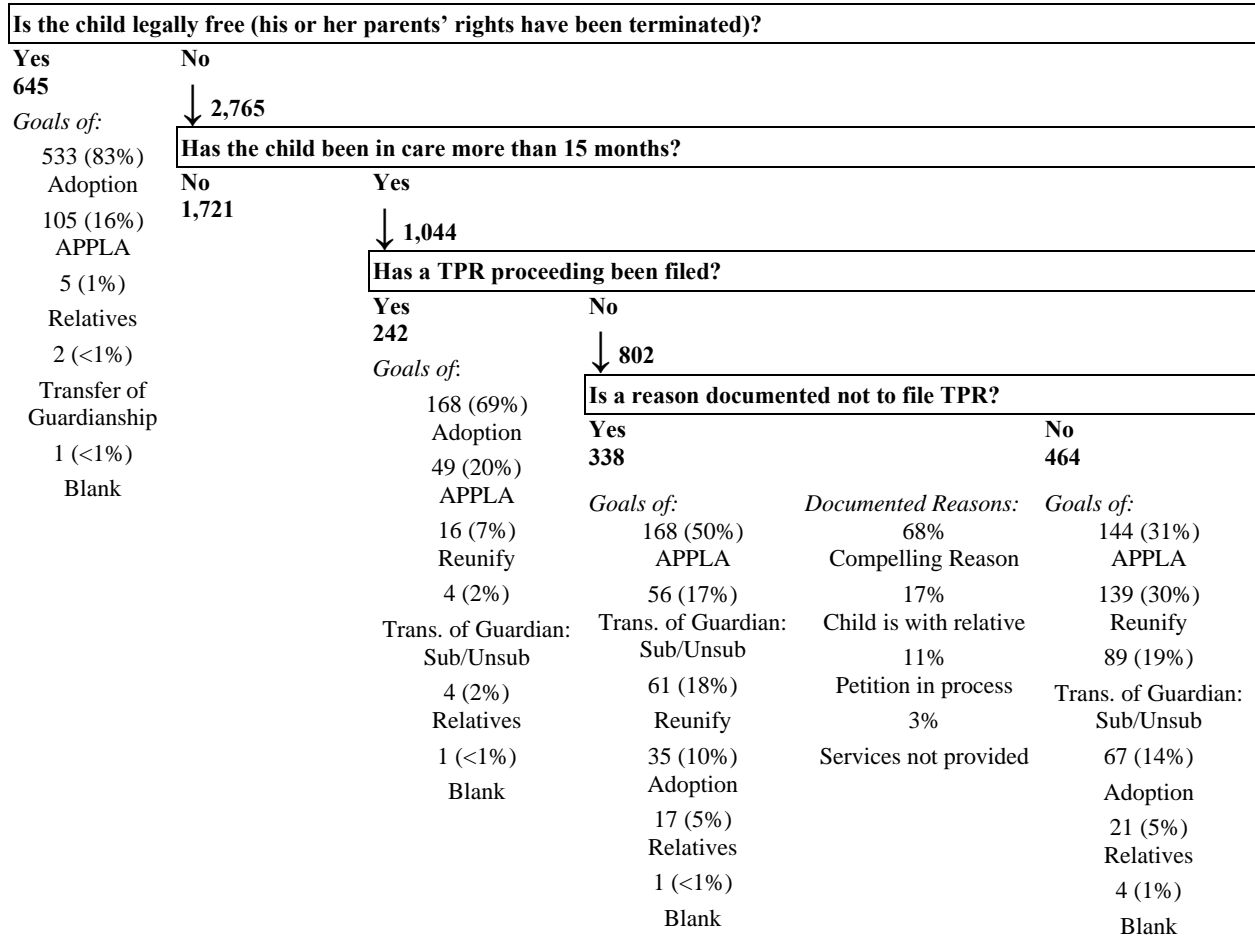 Is the child legally free (his or her parents’ rights have been terminated)?
Yes
645
Goals of:
533 (83%)
Adoption
105 (16%)
APPLA
5 (1%)
Relatives
2 (<1%)
Transfer of
Guardianship
1 (<1%)
Blank
No
↓ 2,765
Has the child been in care more than 15 months?
No
1,721
Yes
↓ 1,044
Has a TPR proceeding been filed?
Yes
242
Goals of:
168 (69%)
Adoption
49 (20%)
APPLA
16 (7%)
Reunify
4 (2%)
Trans. of Guardian:
Sub/Unsub
4 (2%)
Relatives
1 (<1%)
Blank
No
↓ 802
Is a reason documented not to file TPR?
Yes
338
Goals of:
168 (50%)
APPLA
56 (17%)
Trans. of Guardian:
Sub/Unsub
61 (18%)
Reunify
35 (10%)
Adoption
17 (5%)
Relatives
1 (<1%)
Blank
Documented Reasons:
68%
Compelling Reason
17%
Child is with relative
11%
Petition in process
3%
Services not provided
No
464
Goals of:
144 (31%)
APPLA
139 (30%)
Reunify
89 (19%)
Trans. of Guardian:
Sub/Unsub
67 (14%)
Adoption
21 (5%)
Relatives
4 (1%)
Blank